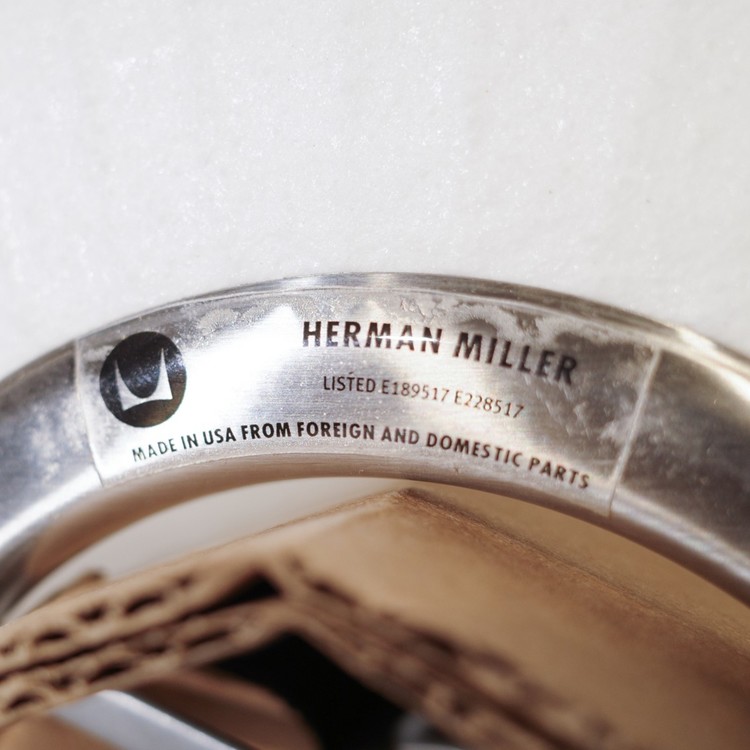 HERMAN MILLER
LISTED E189517 E228517
MADE IN USA FROM FOREIGN AND DOMESTIC PARTS